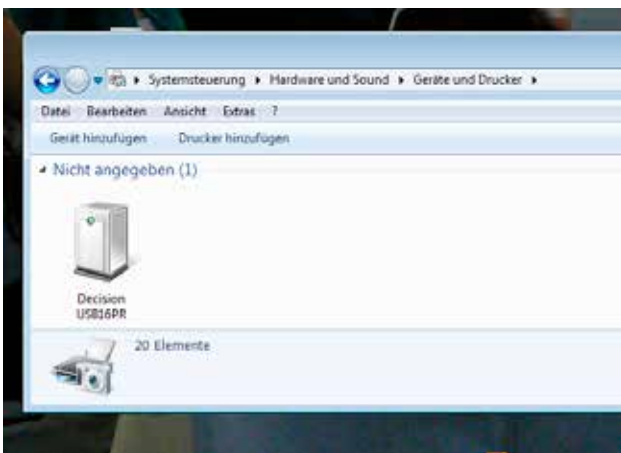 Systemsteuerung ▸ Hardware und Sound ▸ Geräte und Drucker ▸
Datei Bearbeiten Ansicht Extras ?
Gerät hinzufügen Drucker hinzufügen
Nicht angegeben (1)
Decision
USB16PR
20 Elemente